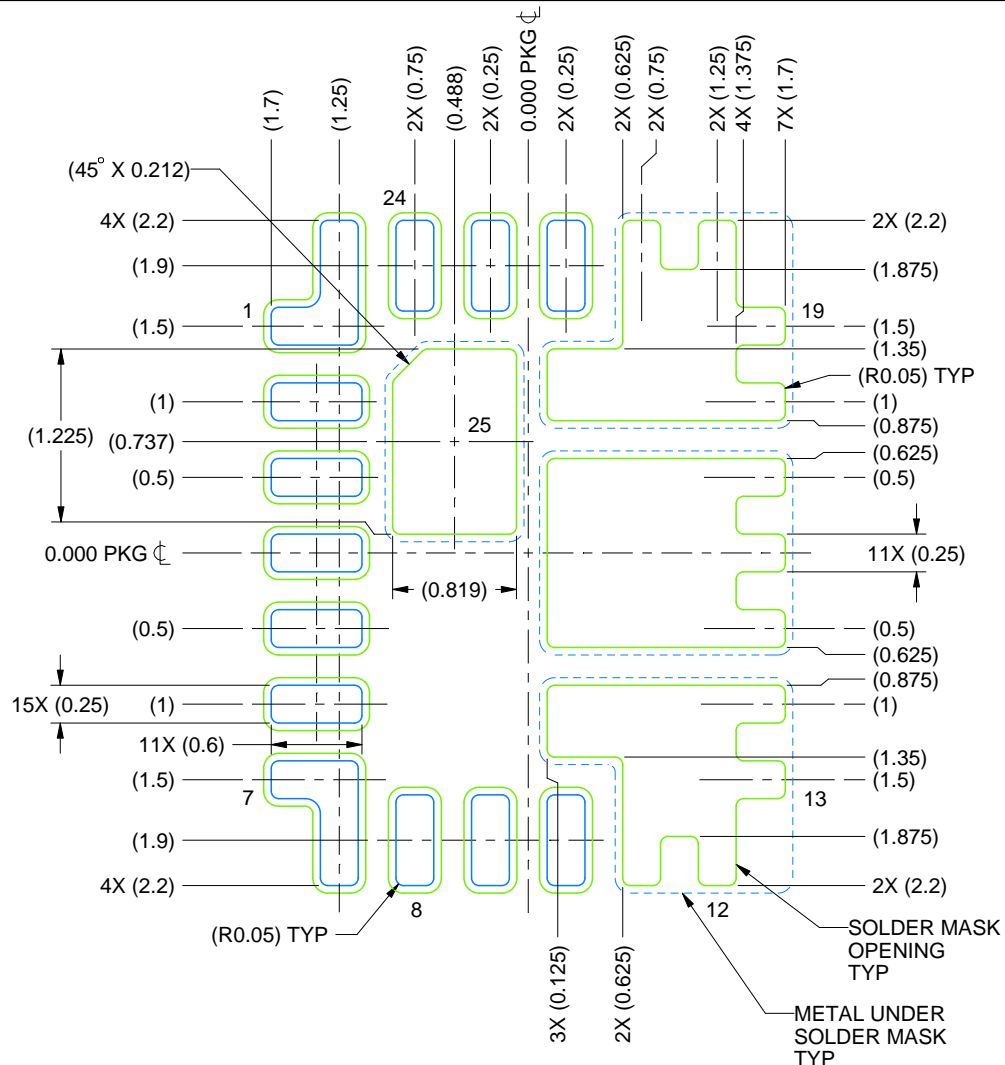 (1.7)
(1.25)
2X (0.75)
(0.488)
2X (0.25)
0.000 PKG ℄
2X (0.25)
2X (0.625)
2X (0.75)
2X (1.25)
4X (1.375)
7X (1.7)
(45° X 0.212)
24
4X (2.2)
2X (2.2)
(1.9)
(1.875)
1
19
(1.5)
(1.5)
(1.35)
(R0.05) TYP
(1)
(1)
(0.875)
(1.225)
(0.737)
25
(0.625)
(0.5)
(0.5)
0.000 PKG ℄
11X (0.25)
(0.819)
(0.5)
(0.5)
(0.625)
(0.875)
15X (0.25)
(1)
(1)
11X (0.6)
(1.35)
(1.5)
(1.5)
7
13
(1.9)
(1.875)
4X (2.2)
2X (2.2)
8
12
(R0.05) TYP
3X (0.125)
2X (0.625)
SOLDER MASK
OPENING
TYP
METAL UNDER
SOLDER MASK
TYP